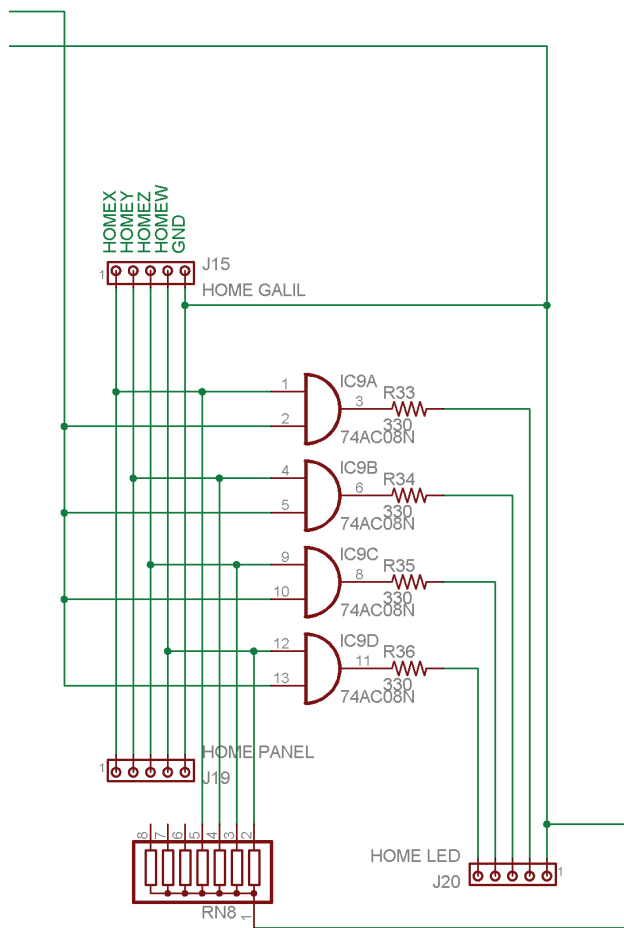 HOMEX
HOMEY
HOMEZ
HOMEW
GND
1
J15
HOME GALIL
IC9A
1
3
R33
2
330
74AC08N
IC9B
4
6
R34
5
330
74AC08N
IC9C
9
8
R35
10
330
74AC08N
IC9D
12
11
R36
13
330
74AC08N
HOME PANEL
1
J19
8
7
6
5
4
3
2
HOME LED
1
J20
RN8
1